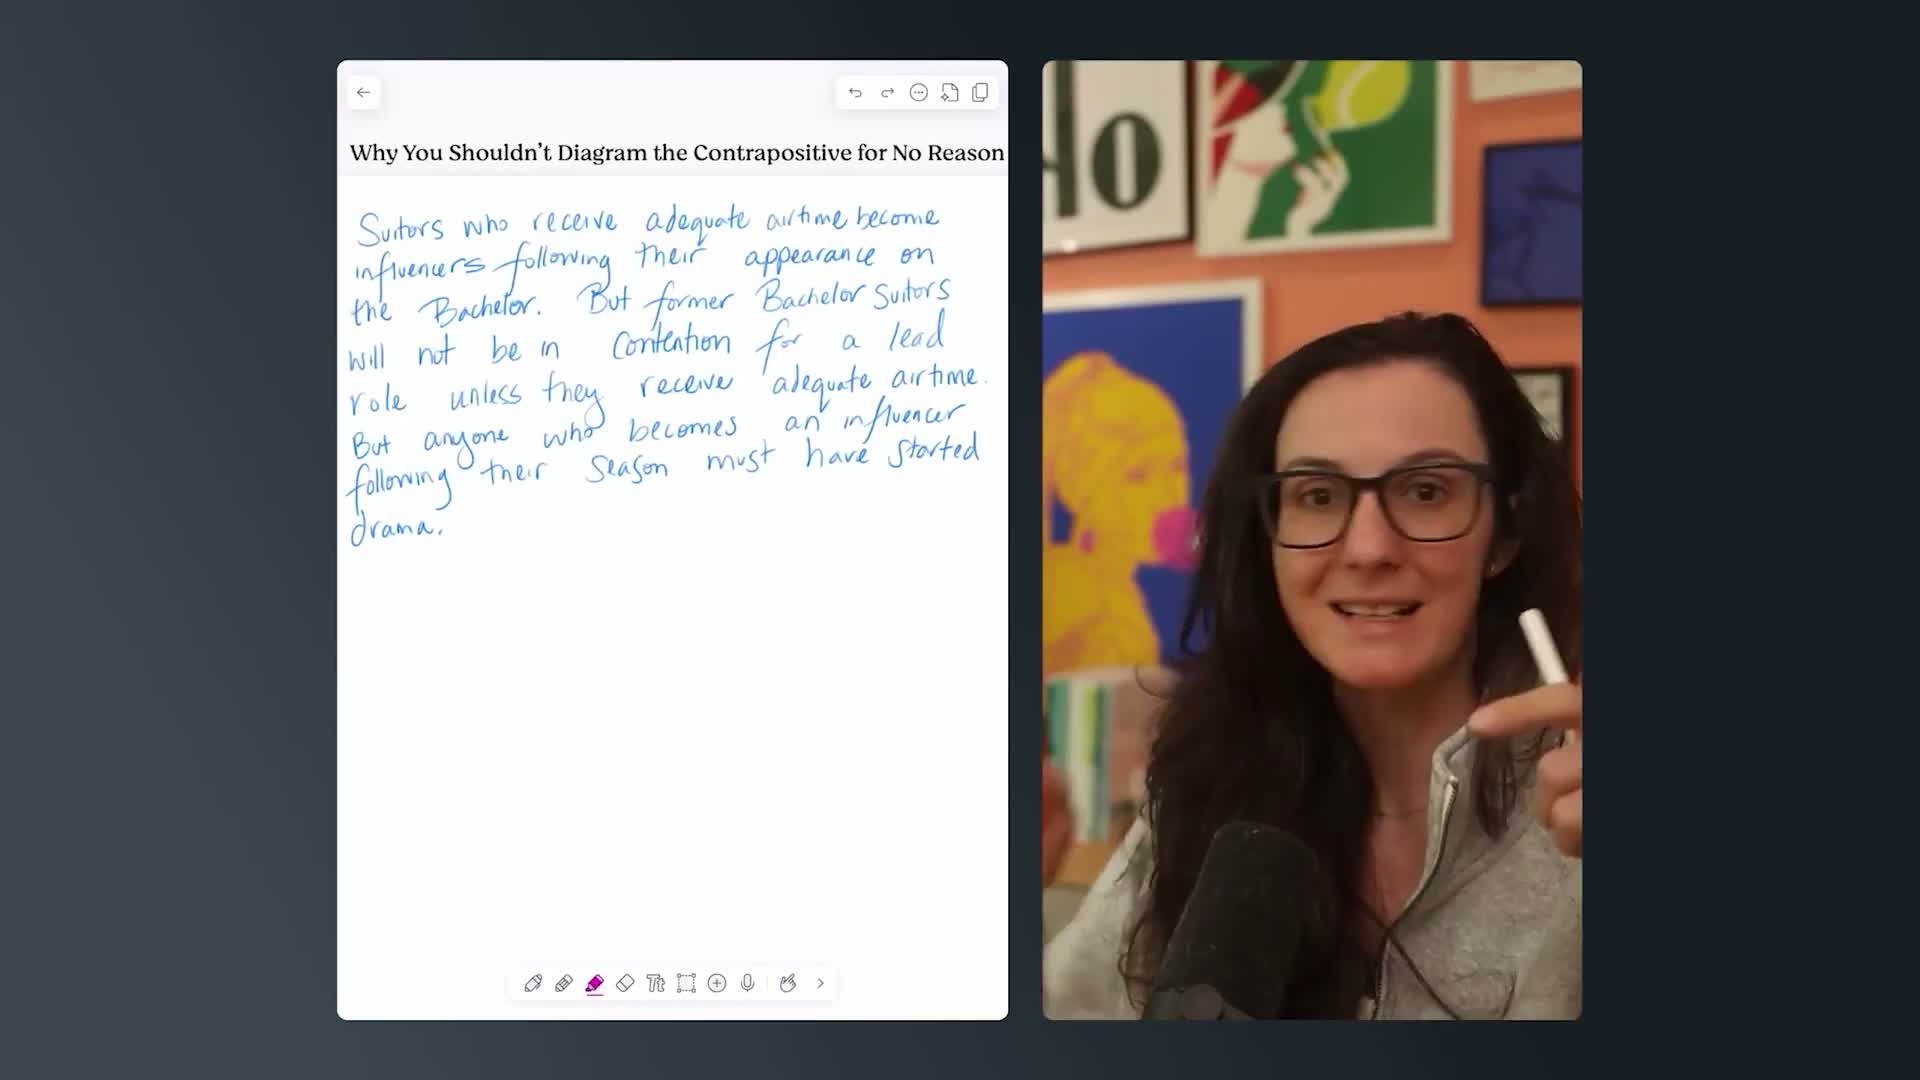 Why You Shouldn't Diagram the Contrapositive for No Reason
Suitors who receive adequate airtime become
influencers following their appearance on
the Bachelor. But former Bachelor suitors
will not be in contention for a lead
role unless they receive adequate airtime.
But anyone who becomes an influencer
following their season must have started
drama.
Tt